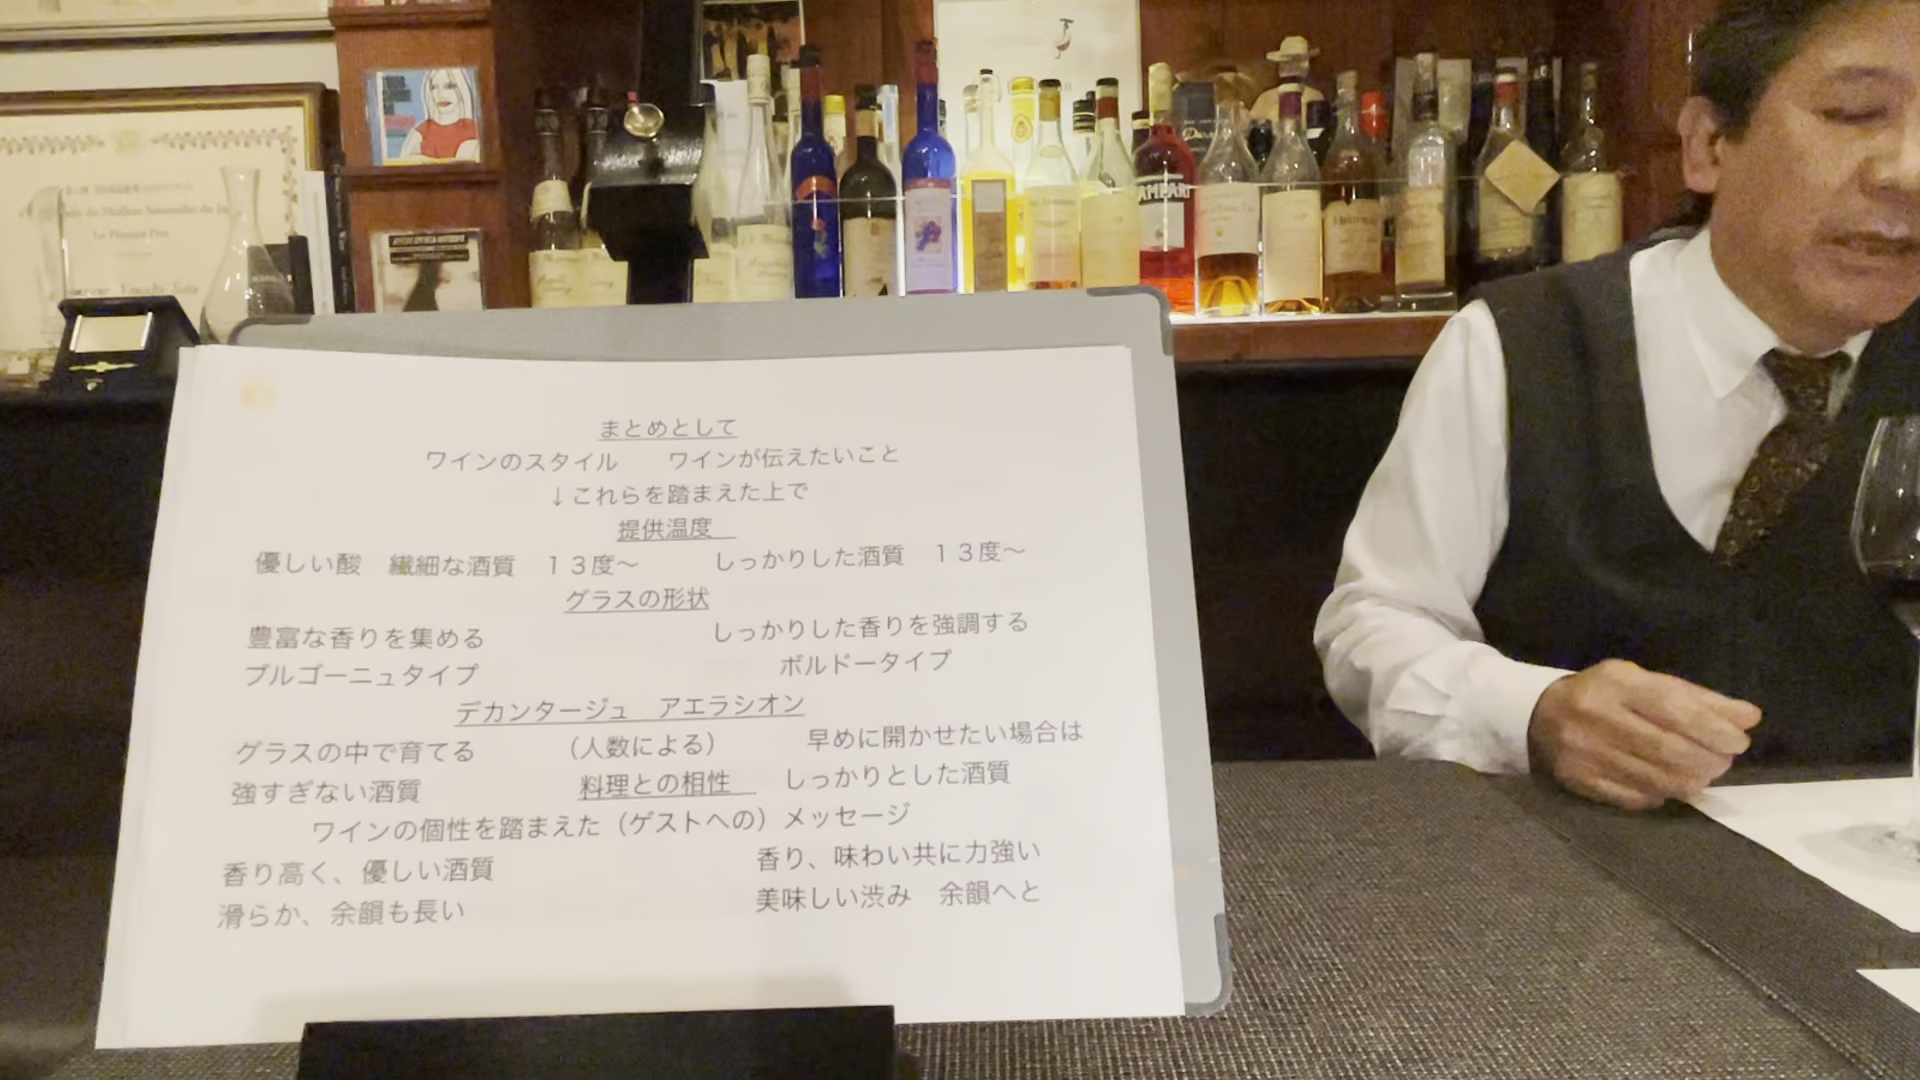 まとめとして
ワインのスタイル　ワインが伝えたいこと
↓これらを踏まえた上で
提供温度
優しい酸　繊細な酒質　１３度～　しっかりした酒質　１３度～
グラスの形状
豊富な香りを集める　しっかりした香りを強調する
ブルゴーニュタイプ　ボルドータイプ
デカンタージュ　アエラシオン
グラスの中で育てる　（人数による）　早めに開かせたい場合は
強すぎない酒質　料理との相性　しっかりとした酒質
ワインの個性を踏まえた（ゲストへの）メッセージ
香り高く、優しい酒質　香り、味わい共に力強い
滑らか、余韻も長い　美味しい渋み　余韻へと